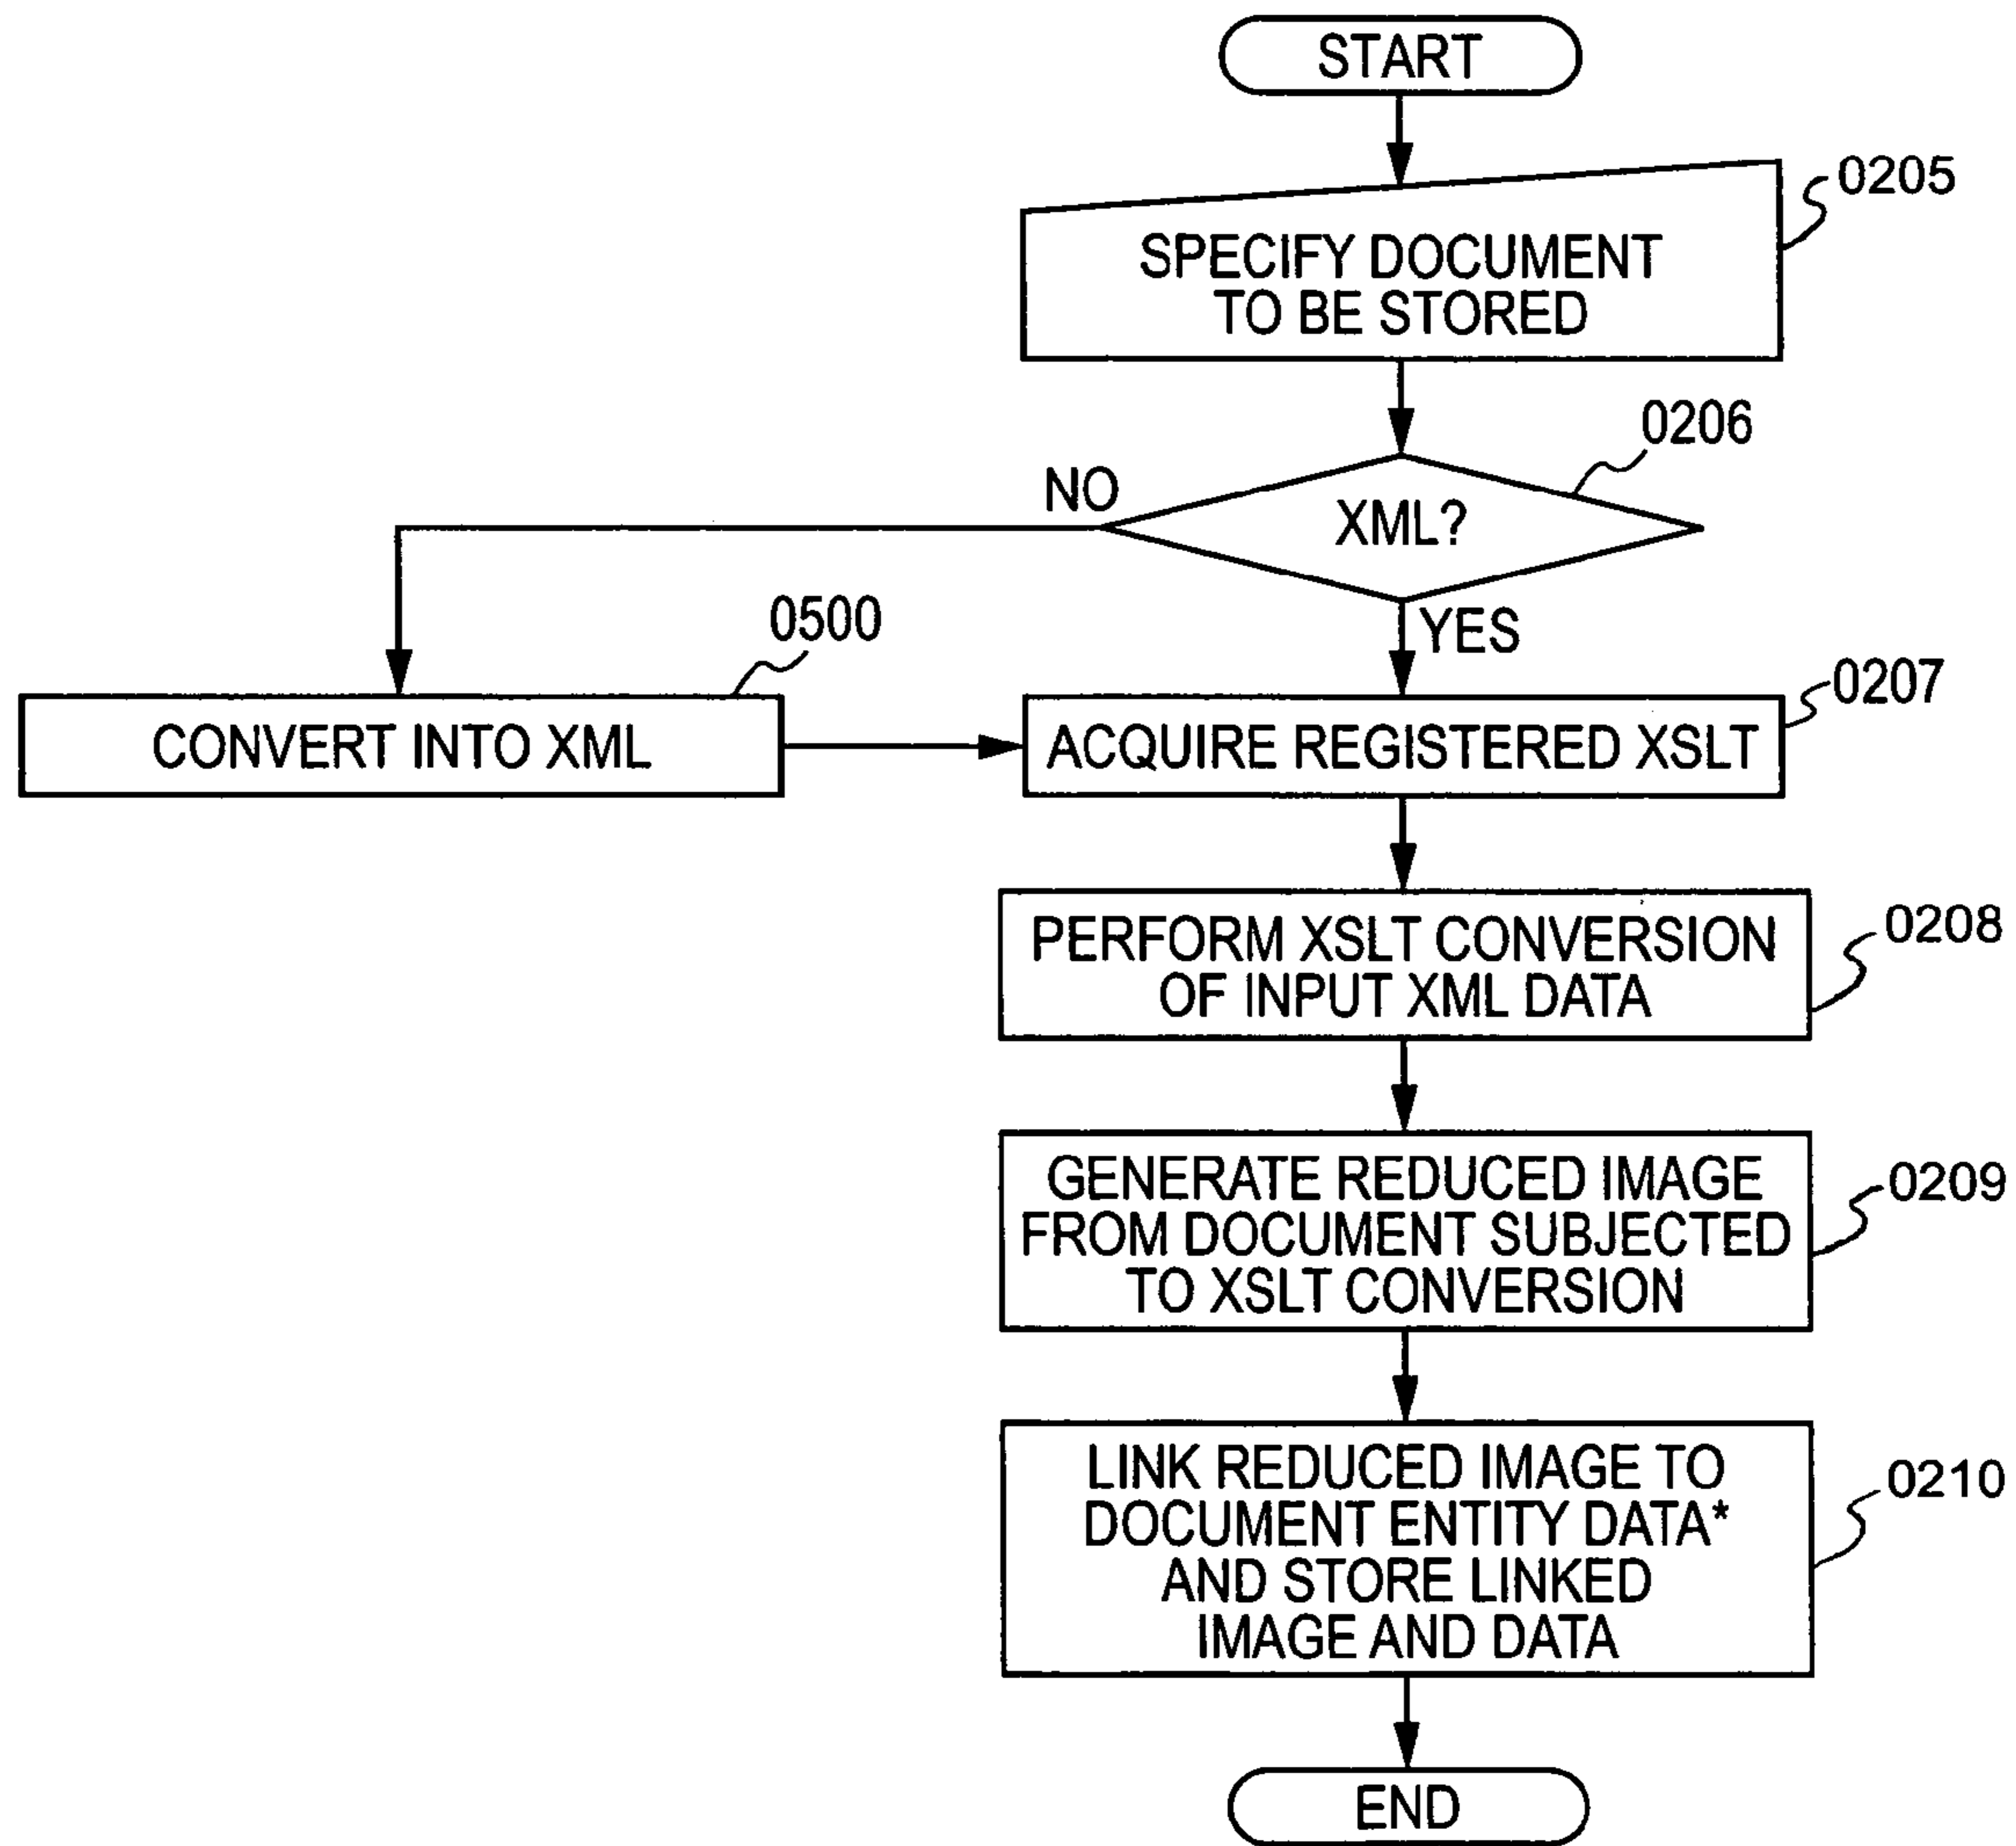 START
SPECIFY DOCUMENT
TO BE STORED
0205
0206
NO
XML?
YES
0500
CONVERT INTO XML
0207
ACQUIRE REGISTERED XSLT
PERFORM XSLT CONVERSION
OF INPUT XML DATA
0208
GENERATE REDUCED IMAGE
FROM DOCUMENT SUBJECTED
TO XSLT CONVERSION
0209
LINK REDUCED IMAGE TO
DOCUMENT ENTITY DATA*
AND STORE LINKED
IMAGE AND DATA
0210
END